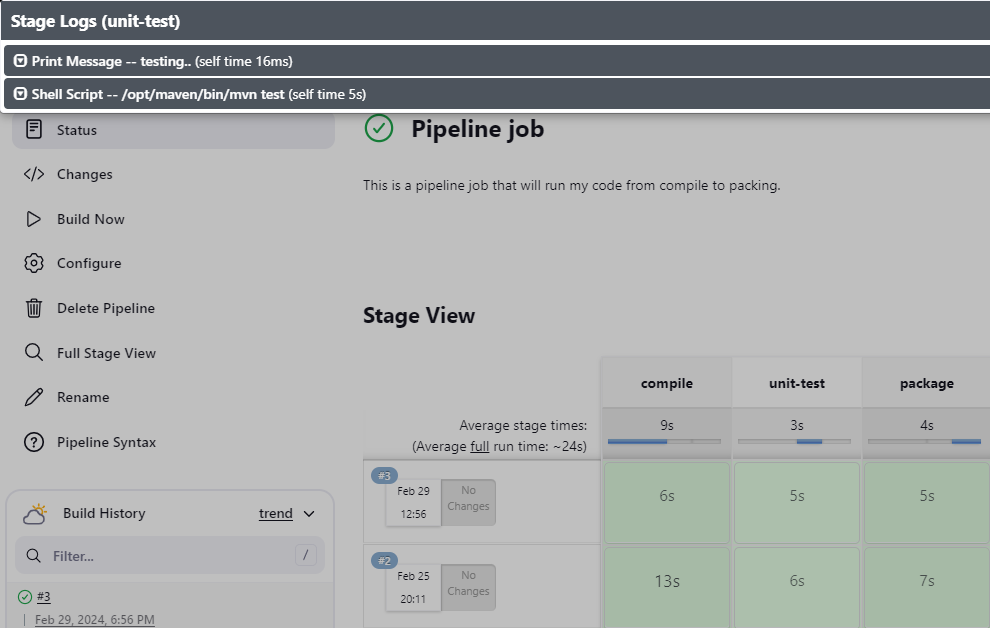 Stage Logs (unit-test)
Print Message -- testing.. (self time 16ms)
Shell Script -- /opt/maven/bin/mvn test (self time 5s)
Status
Changes
Build Now
Configure
Delete Pipeline
Full Stage View
Rename
Pipeline Syntax
Build History
trend
Filter...
/
#3
Feb 29, 2024, 6:56 PM
Pipeline job
This is a pipeline job that will run my code from compile to packing.
Stage View
compile unit-test package
Average stage times:
(Average full run time: ~24s)
9s 3s 4s
#3
Feb 29
12:56
No
Changes
6s 5s 5s
#2
Feb 25
20:11
No
Changes
13s 6s 7s